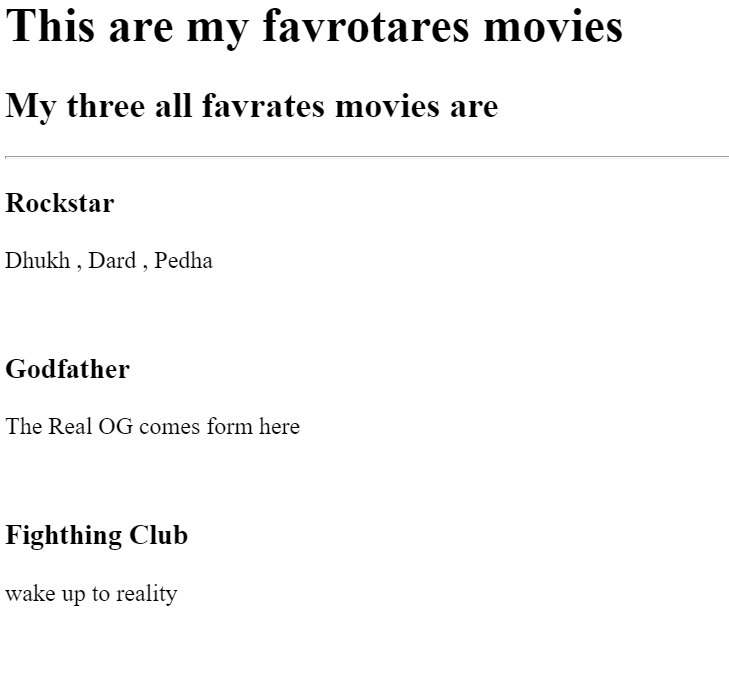 This are my favrotares movies
My three all favrates movies are
Rockstar
Dhukh , Dard , Pedha
Godfather
The Real OG comes form here
Fighthing Club
wake up to reality